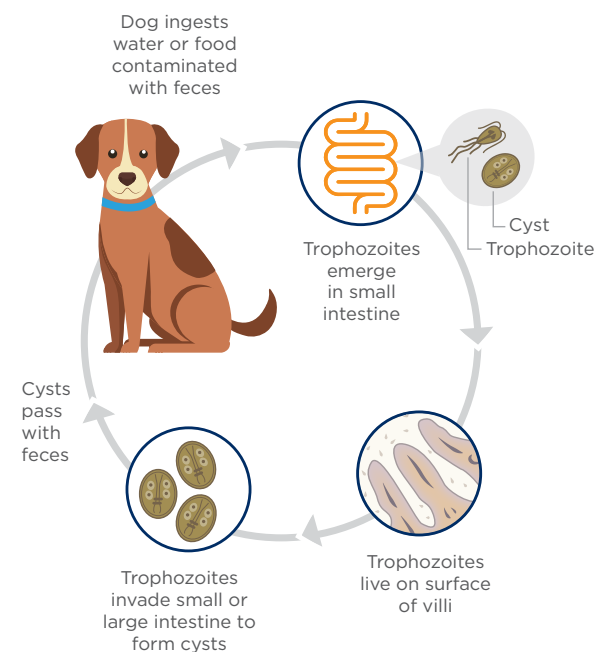 Dog ingests
water or food
contaminated
with feces
Cyst
Trophozoite
Trophozoites
emerge
in small
intestine
Trophozoites
live on surface
of villi
Trophozoites
invade small or
large intestine to
form cysts
Cysts
pass
with
feces